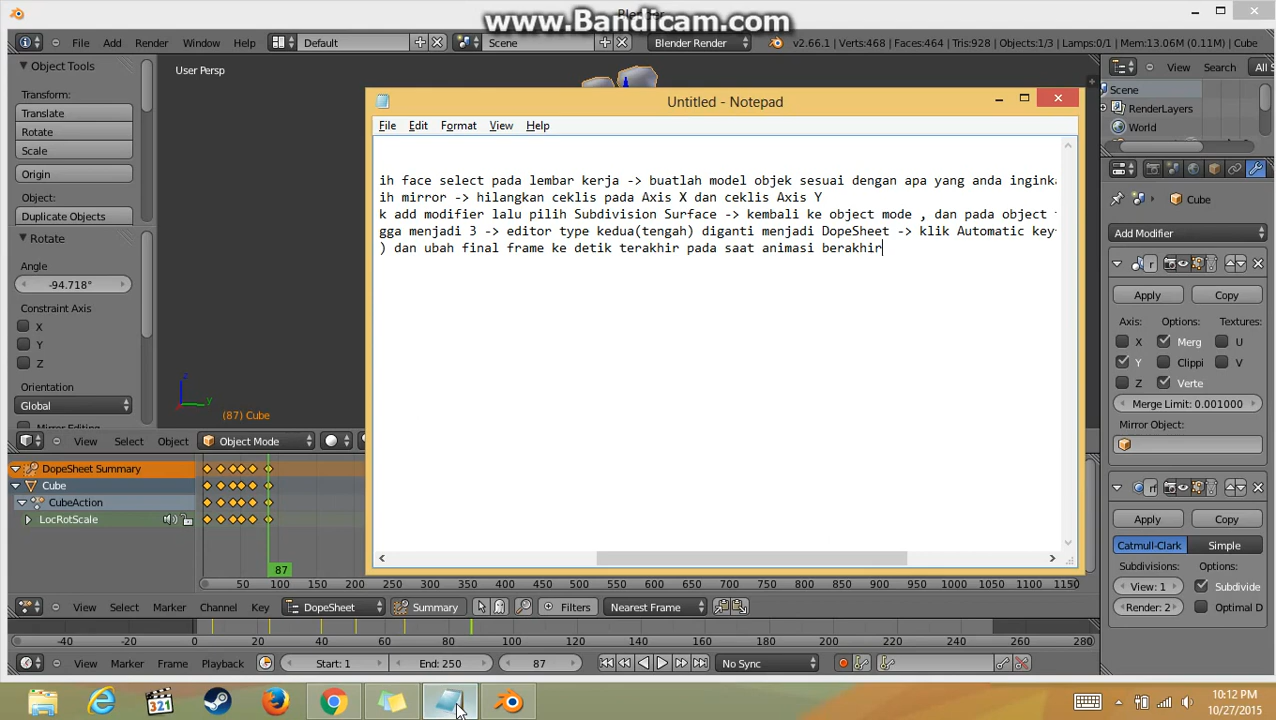 www.Bandicam.com
File Add Render Window Help Default Scene Blender Render v2.66.1 | Verts:468 | Faces:464 | Tris:928 | Objects:1/3 | Lamps:0/1 | Mem:13.06M (0.11M) | Cube
Object Tools
Transform:
Translate
Rotate
Scale
Origin
Duplicate Objects
Rotate
Angle
-94.718°
Constraint Axis
X
Y
Z
Orientation
Global
User Persp
(87) Cube
View Select Object Object Mode
Untitled - Notepad
File Edit Format View Help
ih face select pada lembar kerja -> buatlah model objek sesuai dengan apa yang anda ingink
ih mirror -> hilangkan ceklis pada Axis X dan ceklis Axis Y
k add modifier lalu pilih Subdivision Surface -> kembali ke object mode , dan pada object
gga menjadi 3 -> editor type kedua(tengah) diganti menjadi DopeSheet -> klik Automatic key
) dan ubah final frame ke detik terakhir pada saat animasi berakhir
View Search All S
Scene
RenderLayers
World
Add Modifier
Apply Copy
Axis: Options: Textures:
X Merg U
Y Clippi V
Z Verte
Merge Limit: 0.001000
Mirror Object:
Apply Copy
Catmull-Clark Simple
Subdivisions: Options:
View: 1 Subdivide
Render: 2 Optimal D
DopeSheet Summary
Cube
CubeAction
LocRotScale
87
50 100 150 200 250 300 350 400 450 500 550 600 650 700 750 800 850 900 950 1000 1050 1100 1150
View Select Marker Channel Key DopeSheet Summary Filters Nearest Frame
-40 -20 0 20 40 60 80 100 120 140 160 180 200 220 240 260 280
View Marker Frame Playback Start: 1 End: 250 87 No Sync
10:12 PM
10/27/2015